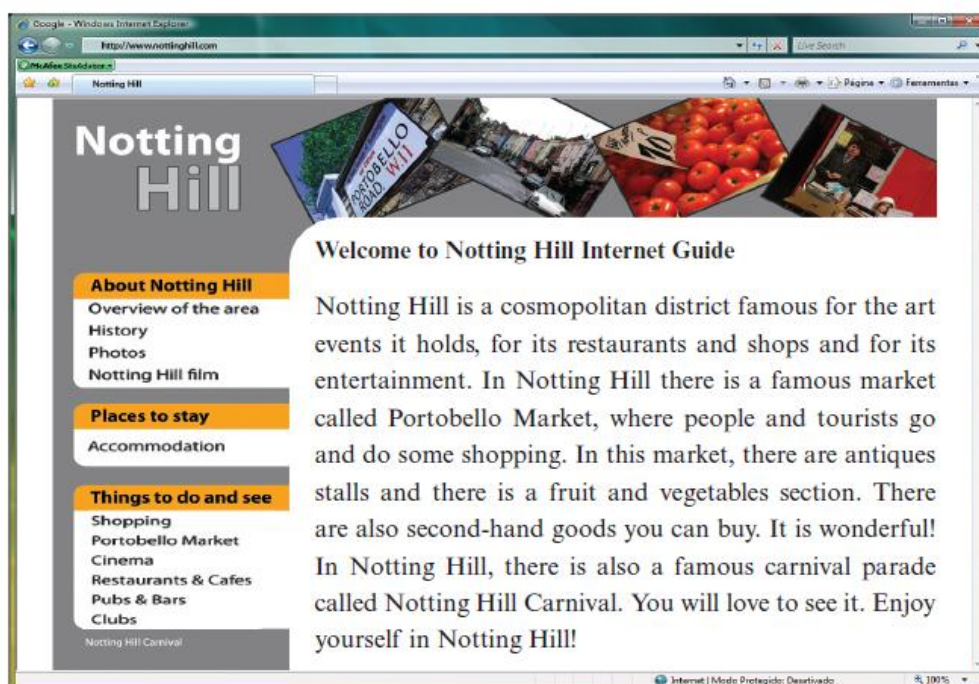 Google - Windows Internet Explorer
http://www.nottinghill.com
Live Search
McAfee SiteAdvisor
Notting Hill
Página
Ferramentas
Notting
Hill
PORTOBELLO
ROAD, W.11
10
Welcome to Notting Hill Internet Guide
About Notting Hill
Overview of the area
History
Photos
Notting Hill film
Places to stay
Accommodation
Things to do and see
Shopping
Portobello Market
Cinema
Restaurants & Cafes
Pubs & Bars
Clubs
Notting Hill Carnival
Notting Hill is a cosmopolitan district famous for the art
events it holds, for its restaurants and shops and for its
entertainment. In Notting Hill there is a famous market
called Portobello Market, where people and tourists go
and do some shopping. In this market, there are antiques
stalls and there is a fruit and vegetables section. There
are also second-hand goods you can buy. It is wonderful!
In Notting Hill, there is also a famous carnival parade
called Notting Hill Carnival. You will love to see it. Enjoy
yourself in Notting Hill!
Internet | Modo Protegido: Desativado
100%